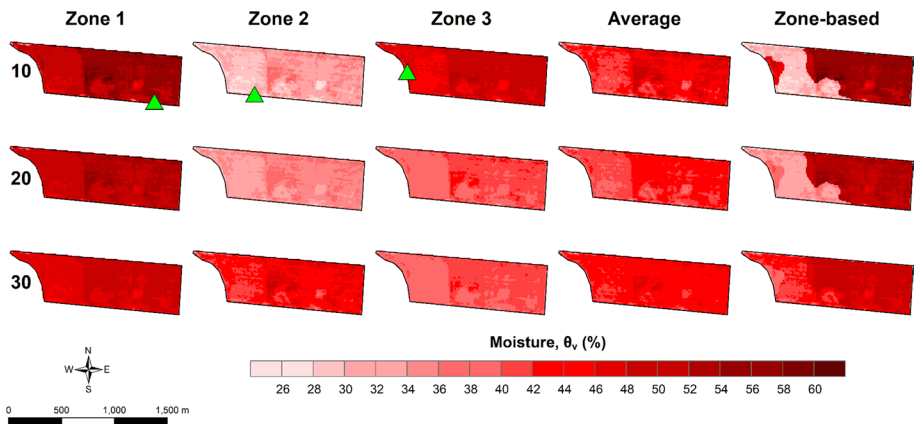 Zone 1 Zone 2 Zone 3 Average Zone-based
10
20
30
Moisture, θv (%)
26 28 30 32 34 36 38 40 42 44 46 48 50 52 54 56 58 60
N
W E
S
0 500 1,000 1,500 m